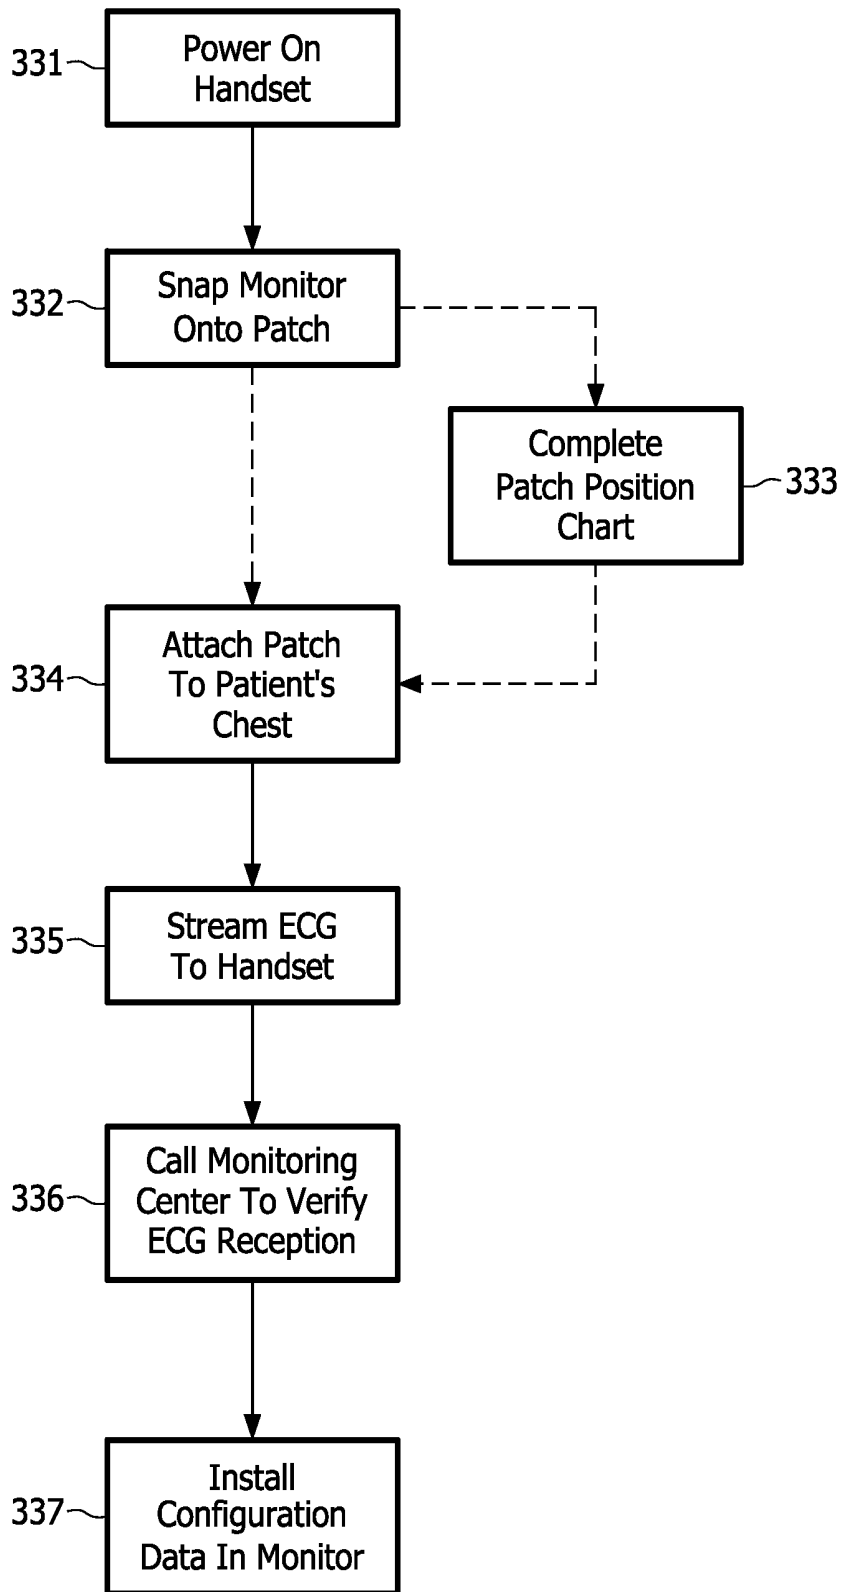 331
Power On
Handset
332
Snap Monitor
Onto Patch
Complete
Patch Position
Chart
333
334
Attach Patch
To Patient's
Chest
335
Stream ECG
To Handset
336
Call Monitoring
Center To Verify
ECG Reception
337
Install
Configuration
Data In Monitor